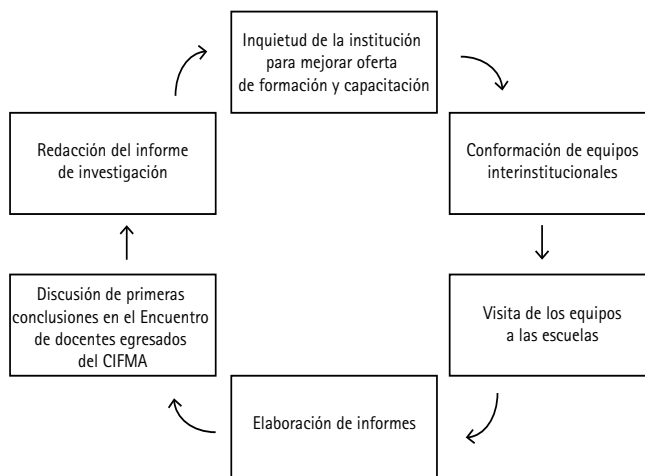 Inquietud de la institución
para mejorar oferta
de formación y capacitación
Conformación de equipos
interinstitucionales
Visita de los equipos
a las escuelas
Elaboración de informes
Discusión de primeras
conclusiones en el Encuentro
de docentes egresados
del CIFMA
Redacción del informe
de investigación